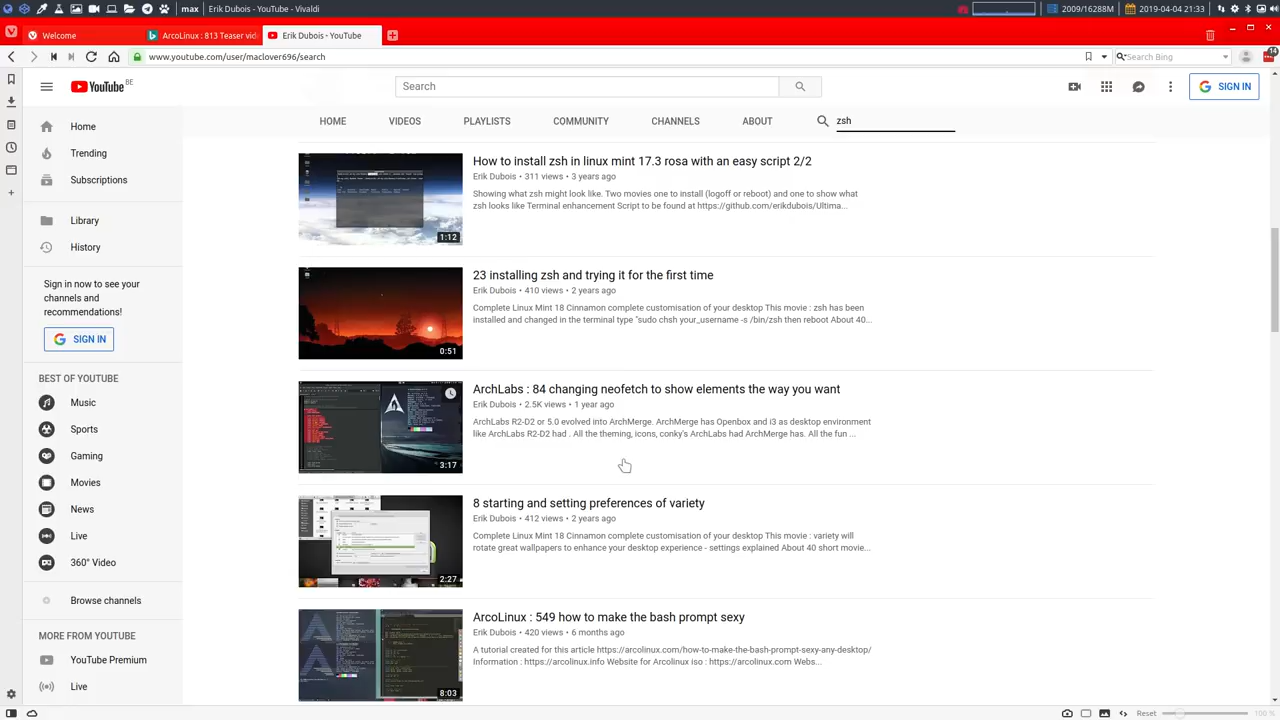 max
Erik Dubois - Vivaldi
2009/16288M
2019-04-04 21:33
Welcome
ArcoLinux : 813 Teaser vid
Erik Dubois - YouTube
www.youtube.com/user/maclover696/search
Search Bing
14
YouTube BE
Search
SIGN IN
HOME
VIDEOS
PLAYLISTS
COMMUNITY
CHANNELS
ABOUT
zsh
Home
Trending
Subscriptions
Library
History
Sign in to see your
channels and
recommendations!
SIGN IN
BEST OF YOUTUBE
Music
Sports
Gaming
Movies
News
Live
360° Video
Browse channels
MORE FROM YOUTUBE
YouTube Premium
Live
How to install zsh in linux mint 17.3 rosa with an easy script 2/2
Erik Dubois • 311 views • 3 years ago
Showing what zsh might look like. Two movies one to install (logoff or reboot) and one to show what
zsh looks like Terminal enhancement Script to be found at https://github.com/erikdubois/Ultima...
1:12
23 installing zsh and trying it for the first time
Erik Dubois • 410 views • 2 years ago
Complete Linux Mint 18 Cinnamon complete customisation of your desktop This movie : zsh has been
installed and changed in the terminal type "sudo chsh your_username -s /bin/zsh then reboot About 40...
0:51
ArchLabs : 84 changing neofetch to show elements the way you want
Erik Dubois • 2.5K views • 1 year ago
ArchLabs R2-D2 or 5.0 evolved into ArchMerge. ArchMerge has Openbox and i3 as desktop environment
like ArchLabs R2-D2 had . All the theming, icons, conky's ArchLabs had ArchMerge has. All the fun ...
3:17
8 starting and setting preferences of variety
Erik Dubois • 412 views • 2 years ago
Complete Linux Mint 18 Cinnamon complete customisation of your desktop This movie : variety will
rotate great wallpapers to enhance your desktop experience - settings explained About 40 short movie...
2:27
ArcoLinux : 549 how to make the bash prompt sexy
Erik Dubois • 420 views • 6 months ago
A tutorial created for this article https://arcolinux.com/how-to-make-the-bash-prompt-sexy-any-desktop/
Information : https://arcolinux.info Website for Arcolinux iso : https://arcolinux.com Webs...
8:03
Reset
100 %